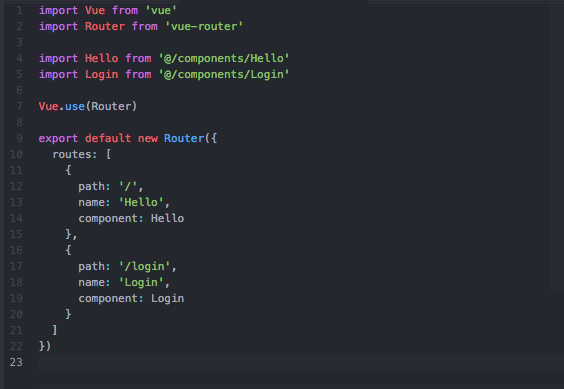 1 import Vue from 'vue'
2 import Router from 'vue-router'
3
4 import Hello from '@/components/Hello'
5 import Login from '@/components/Login'
6
7 Vue.use(Router)
8
9 export default new Router({
10   routes: [
11     {
12       path: '/',
13       name: 'Hello',
14       component: Hello
15     },
16     {
17       path: '/login',
18       name: 'Login',
19       component: Login
20     }
21   ]
22 })
23